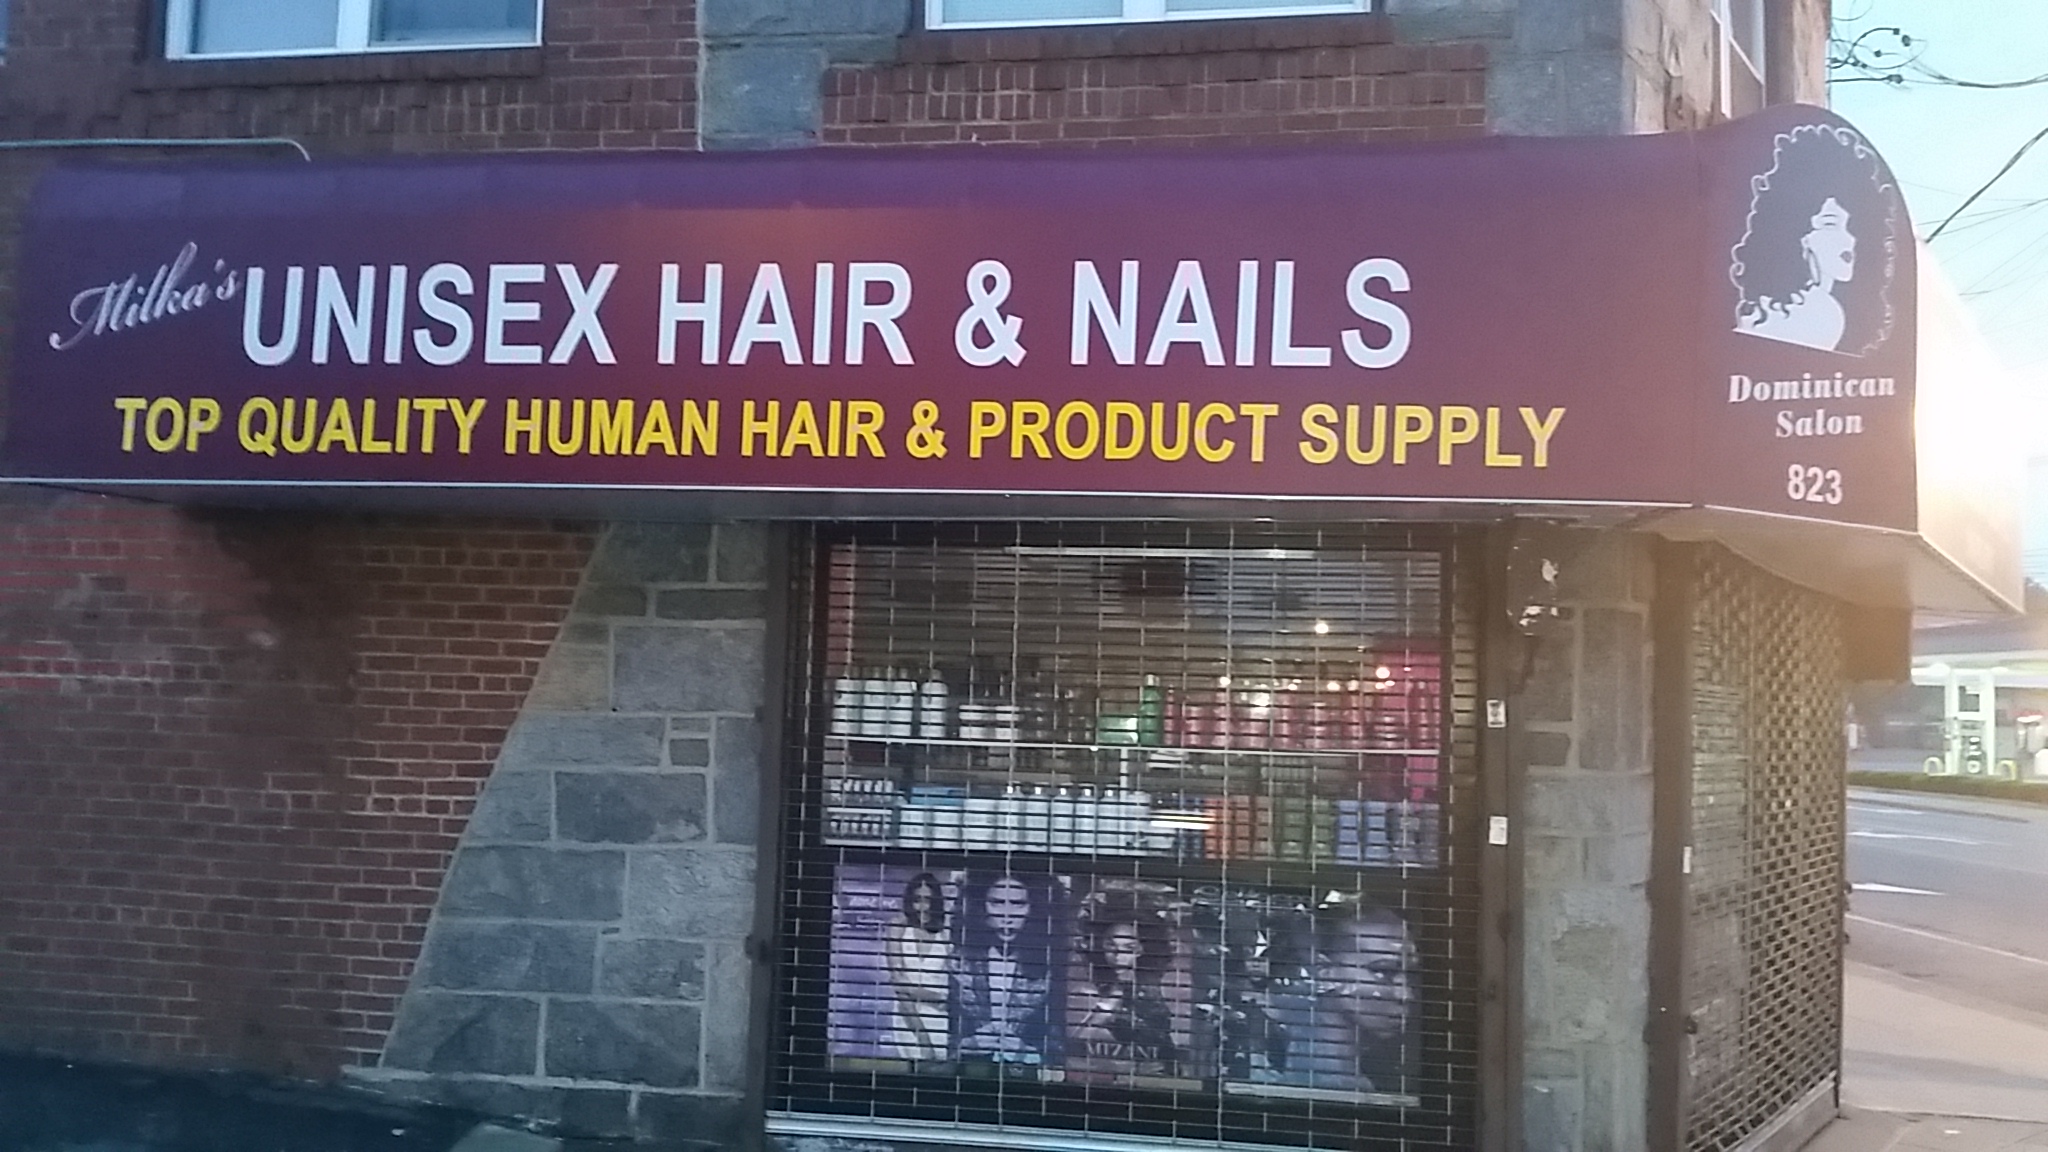 Milka's UNISEX HAIR & NAILS
TOP QUALITY HUMAN HAIR & PRODUCT SUPPLY
Dominican
Salon
823
MIZANI